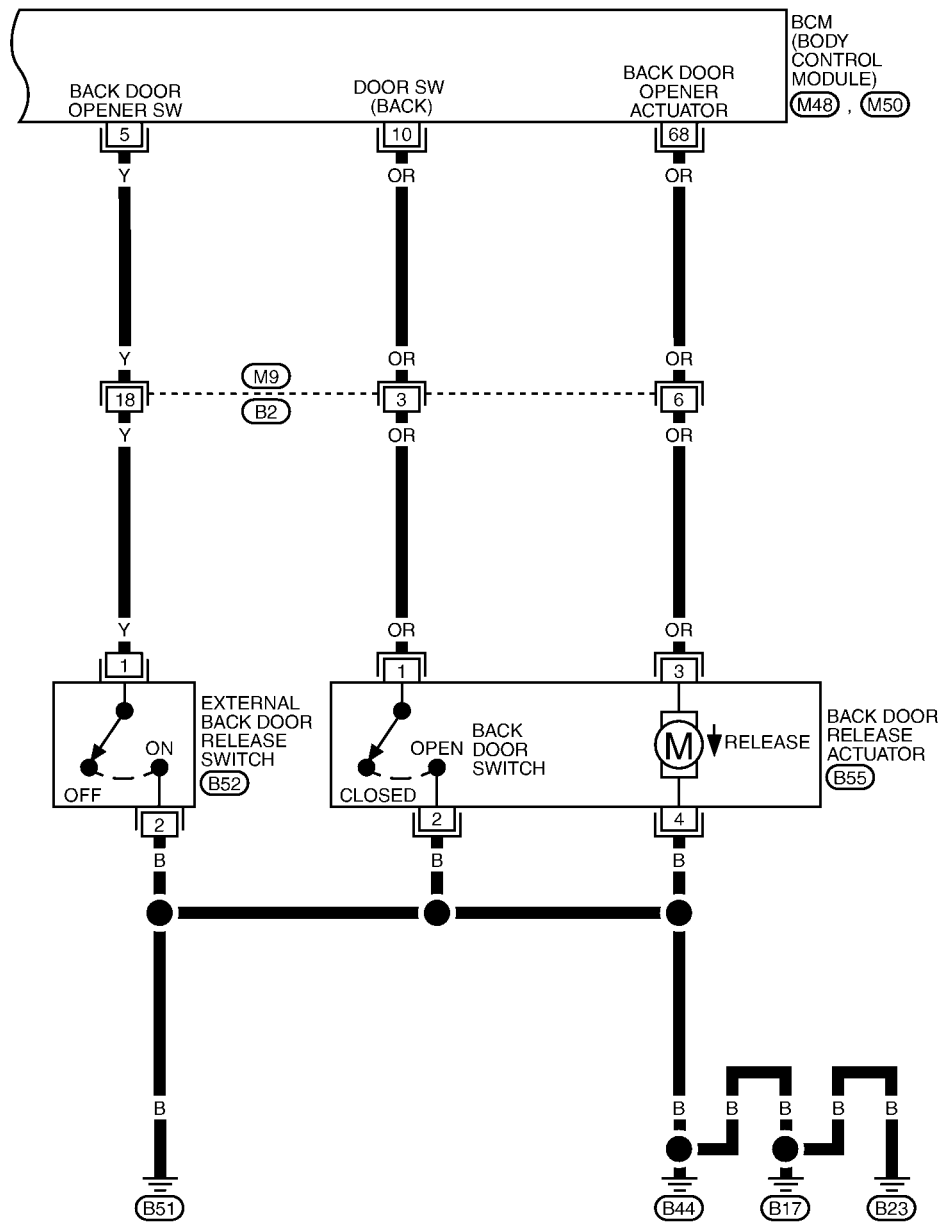 BCM
(BODY
CONTROL
MODULE)
M48 , M50
BACK DOOR
OPENER SW
DOOR SW
(BACK)
BACK DOOR
OPENER
ACTUATOR
5 10 68
Y OR OR
Y OR OR
M9
18 3 6
B2
Y OR OR
Y OR OR
1 1 3
EXTERNAL
BACK DOOR
RELEASE
SWITCH
B52
ON
OFF
BACK
DOOR
SWITCH
OPEN
CLOSED
M
RELEASE
BACK DOOR
RELEASE
ACTUATOR
B55
2 2 4
B B B
B B B B B B
B51 B44 B17 B23